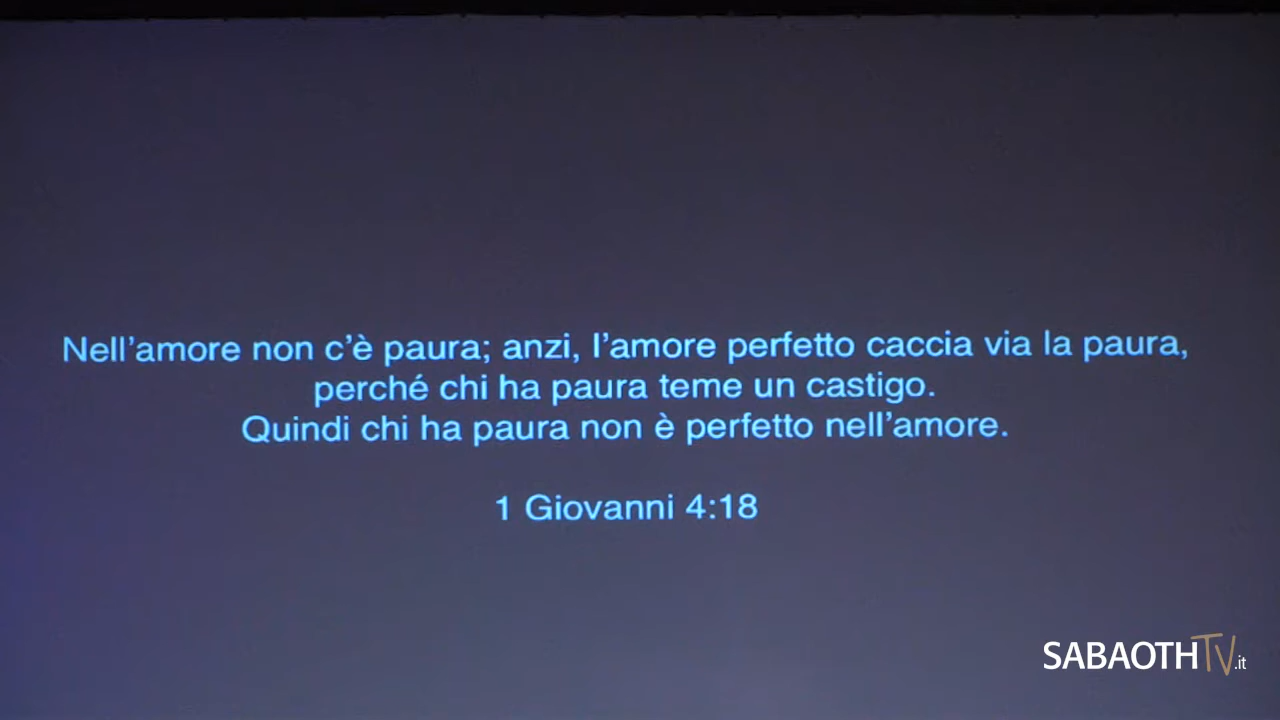 Nell’amore non c’è paura; anzi, l’amore perfetto caccia via la paura,
perché chi ha paura teme un castigo.
Quindi chi ha paura non è perfetto nell’amore.
1 Giovanni 4:18
SABAOTHTV.it